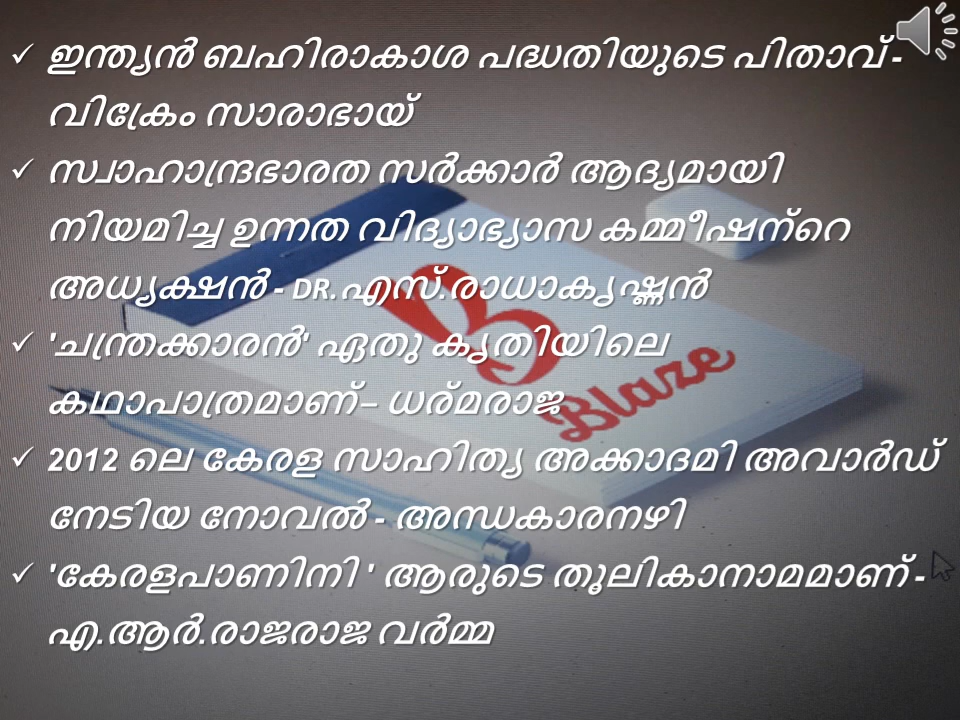 ✓ ഇന്ത്യൻ ബഹിരാകാശ പദ്ധതിയുടെ പിതാവ് -
വിക്രേം സാരാഭായ്
✓ സ്വാഹാന്ദ്രഭാരത സർക്കാർ ആദ്യമായി
നിയമിച്ച ഉന്നത വിദ്യാഭ്യാസ കമ്മീഷന്റെ
അധ്യക്ഷൻ - DR.എസ്.രാധാകൃഷ്ണൻ
✓ 'ചന്ത്രക്കാരൻ' ഏതു കൃതിയിലെ
കഥാപാത്രമാണ് – ധര്മരാജ
✓ 2012 ലെ കേരള സാഹിത്യ അക്കാദമി അവാർഡ്
നേടിയ നോവൽ - അന്ധകാരനഴി
✓ 'കേരളപാണിനി ' ആരുടെ തൂലികാനാമമാണ് -
എ.ആർ.രാജരാജ വർമ്മ
B
Blaze